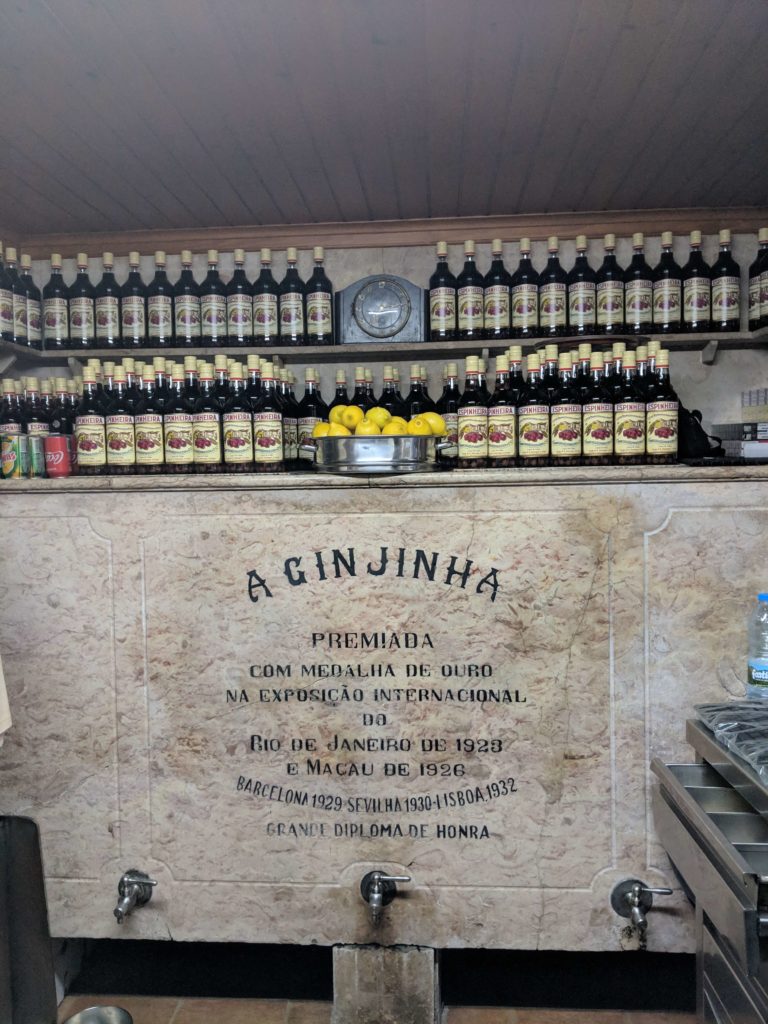 ESPINHEIRA
A GINJINHA
PREMIADA
COM MEDALHA DE OURO
NA EXPOSIÇÃO INTERNACIONAL
DO
RIO DE JANEIRO DE 1923
E MACAU DE 1926
BARCELONA 1929-SEVILHA 1930-LISBOA, 1932
GRANDE DIPLOMA DE HONRA